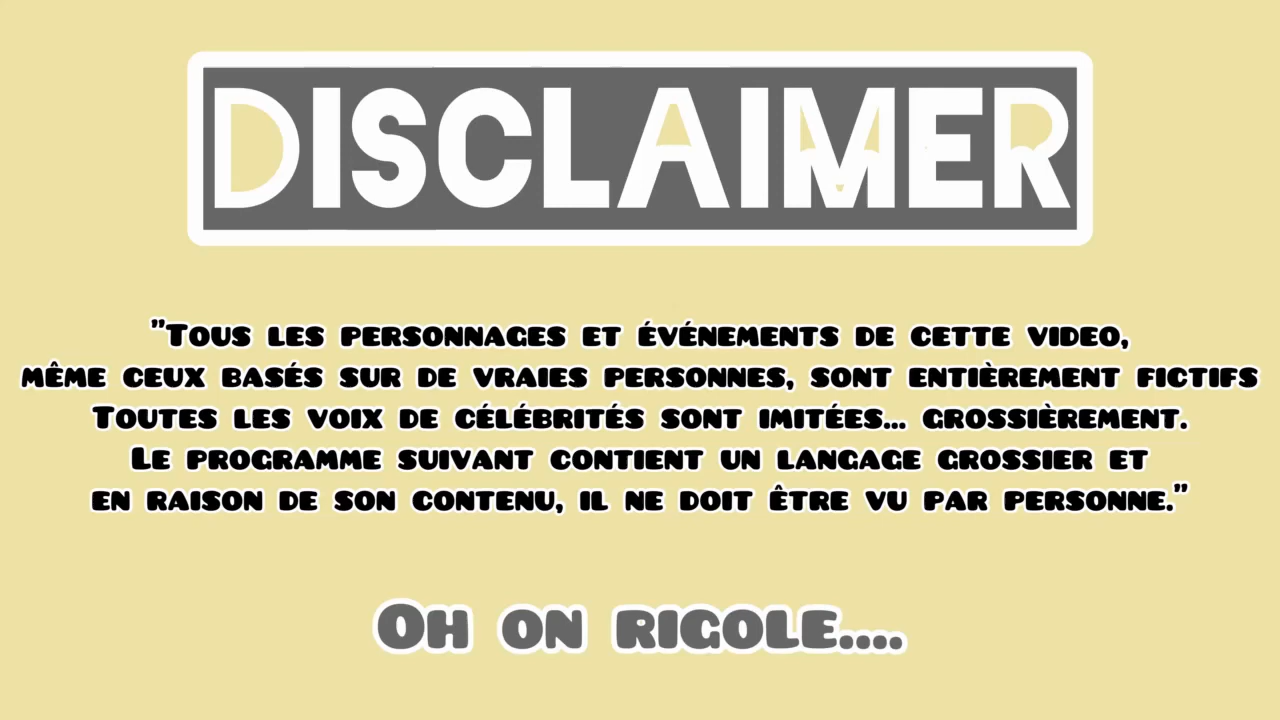 DISCLAIMER
"Tous les personnages et événements de cette video,
même ceux basés sur de vraies personnes, sont entièrement fictifs
Toutes les voix de célébrités sont imitées... grossièrement.
Le programme suivant contient un langage grossier et
en raison de son contenu, il ne doit être vu par personne."
Oh on rigole....